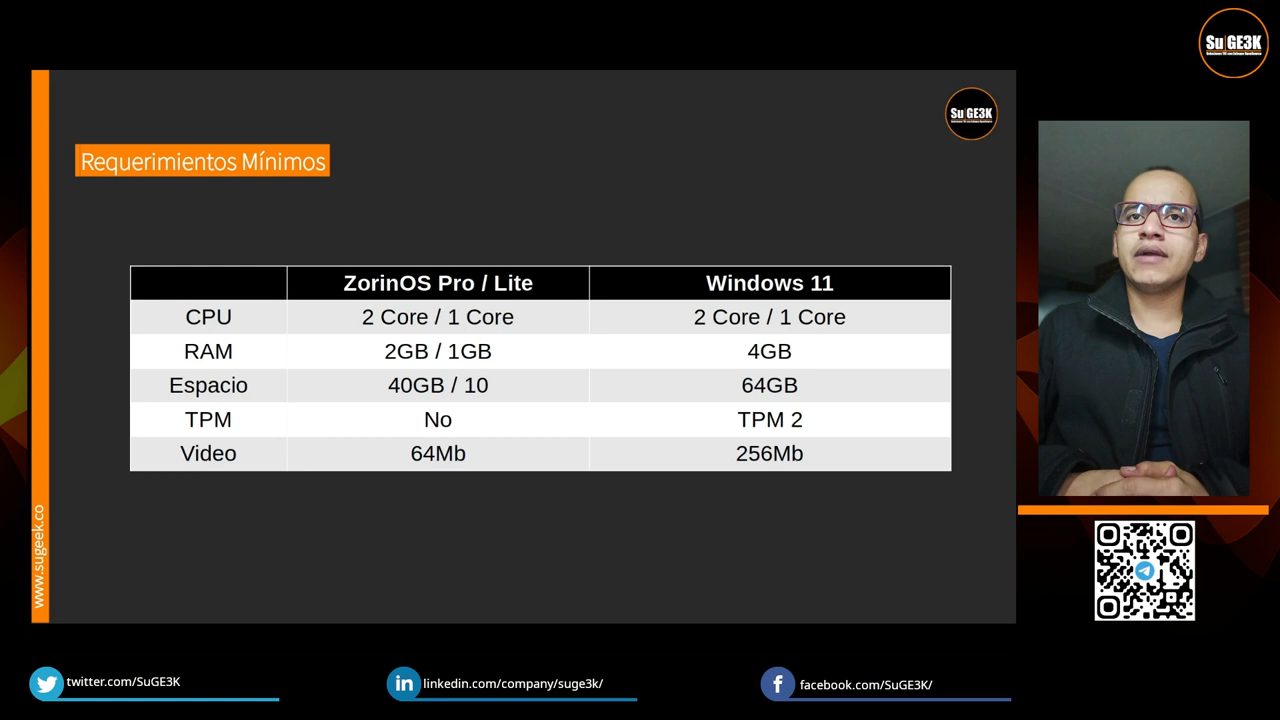 Su GE3K
Su GE3K
Requerimientos Mínimos
ZorinOS Pro / Lite Windows 11
CPU 2 Core / 1 Core 2 Core / 1 Core
RAM 2GB / 1GB 4GB
Espacio 40GB / 10 64GB
TPM No TPM 2
Video 64Mb 256Mb
www.sugeek.co
twitter.com/SuGE3K
linkedin.com/company/suge3k/
facebook.com/SuGE3K/